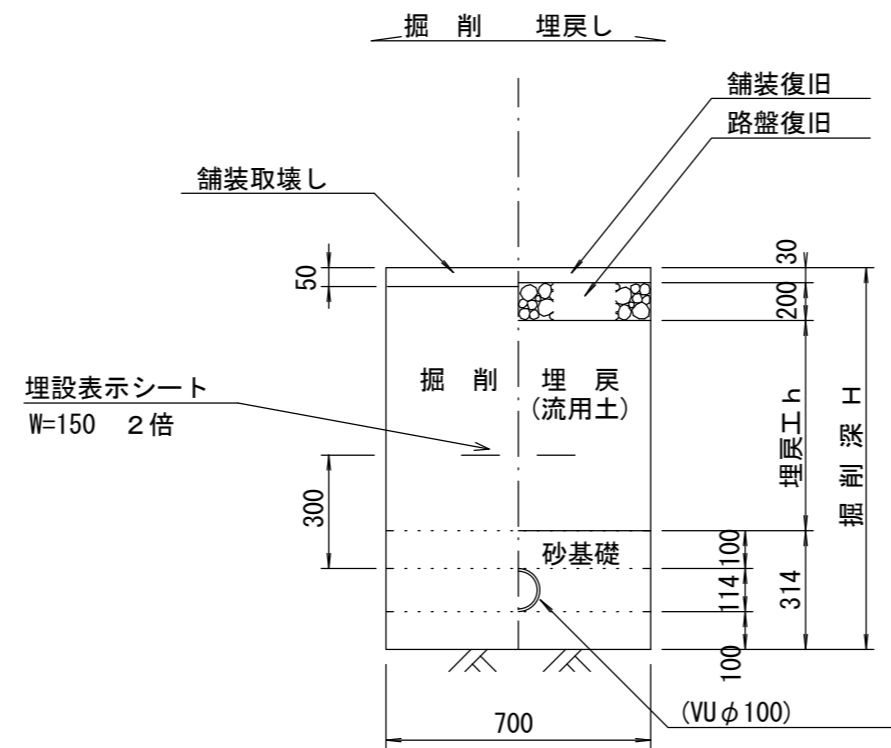 掘 削 埋戻し
舗装復旧
路盤復旧
舗装取壊し
50
30
200
掘 削
埋 戻
(流用土)
埋設表示シート
W=150 2倍
300
埋戻工 h
掘 削 深 H
砂基礎
100
114
100
314
700
(VUφ100)